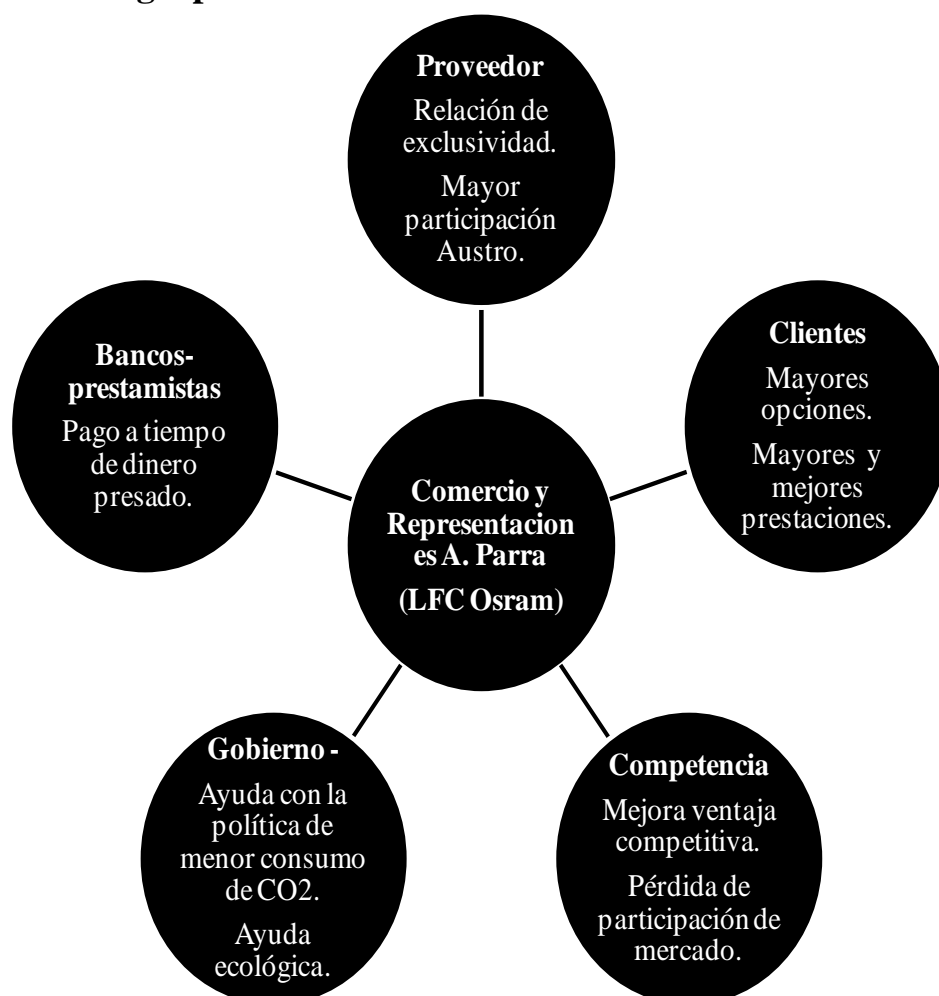 Proveedor
Relación de
exclusividad.
Mayor
participación
Austro.
Bancos-
prestamistas
Pago a tiempo
de dinero
presado.
Clientes
Mayores
opciones.
Mayores y
mejores
prestaciones.
Comercio y
Representacion
es A. Parra
(LFC Osram)
Gobierno -
Ayuda con la
política de
menor consumo
de CO2.
Ayuda
ecológica.
Competencia
Mejora ventaja
competitiva.
Pérdida de
participación de
mercado.